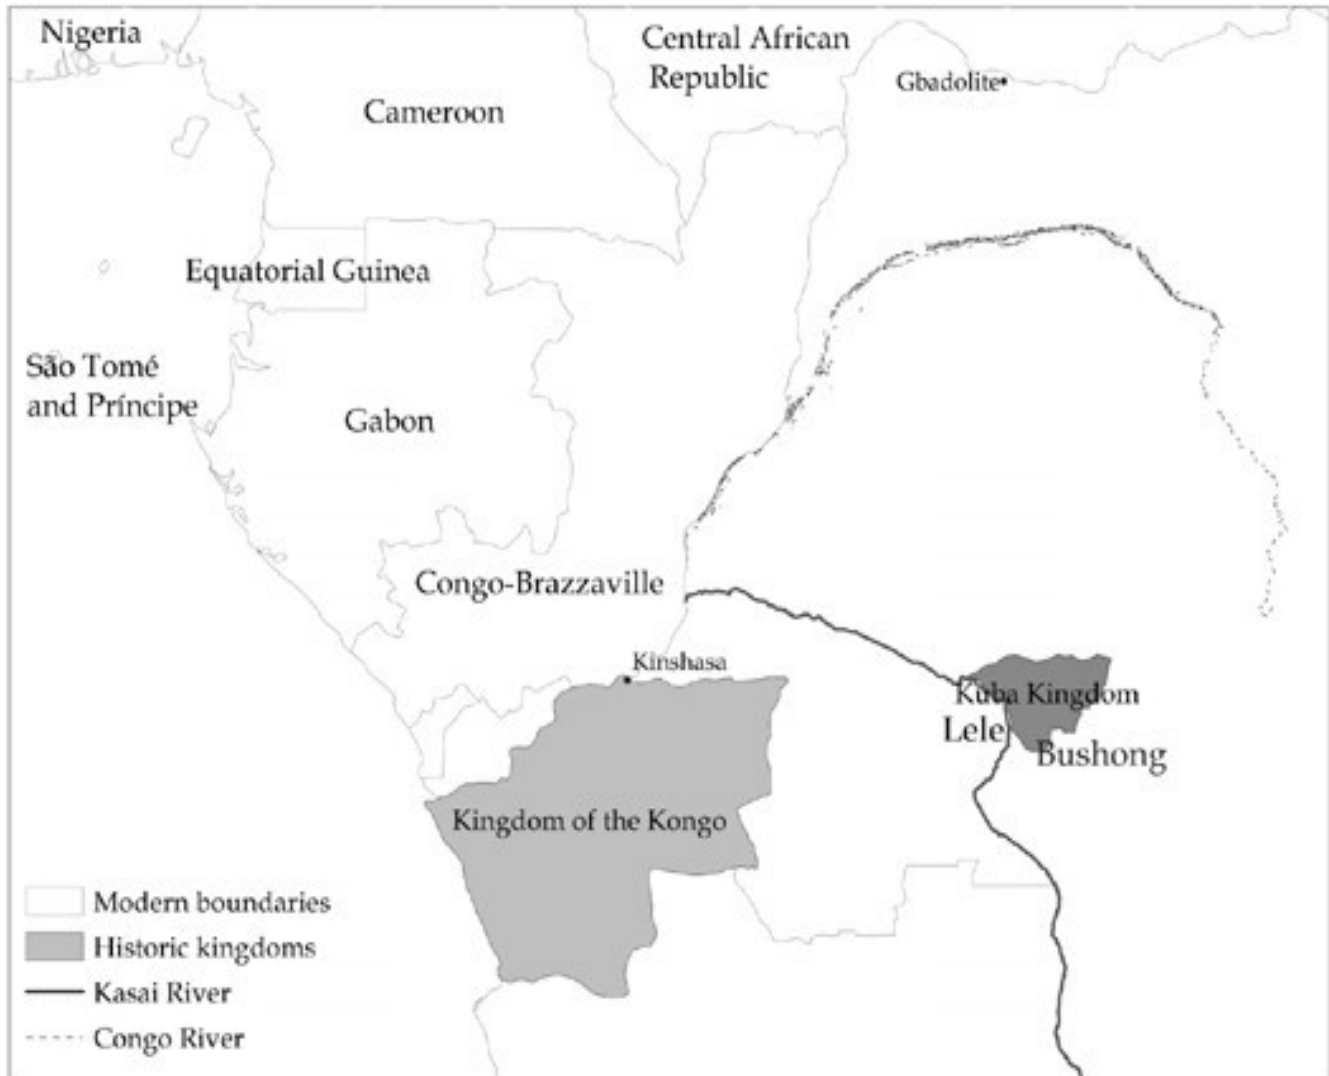 Nigeria
Central African
Republic
Gbadolite
Cameroon
Equatorial Guinea
São Tomé
and Príncipe
Gabon
Congo-Brazzaville
Kinshasa
Kuba Kingdom
Lele
Bushong
Kingdom of the Kongo
Modern boundaries
Historic kingdoms
Kasai River
Congo River